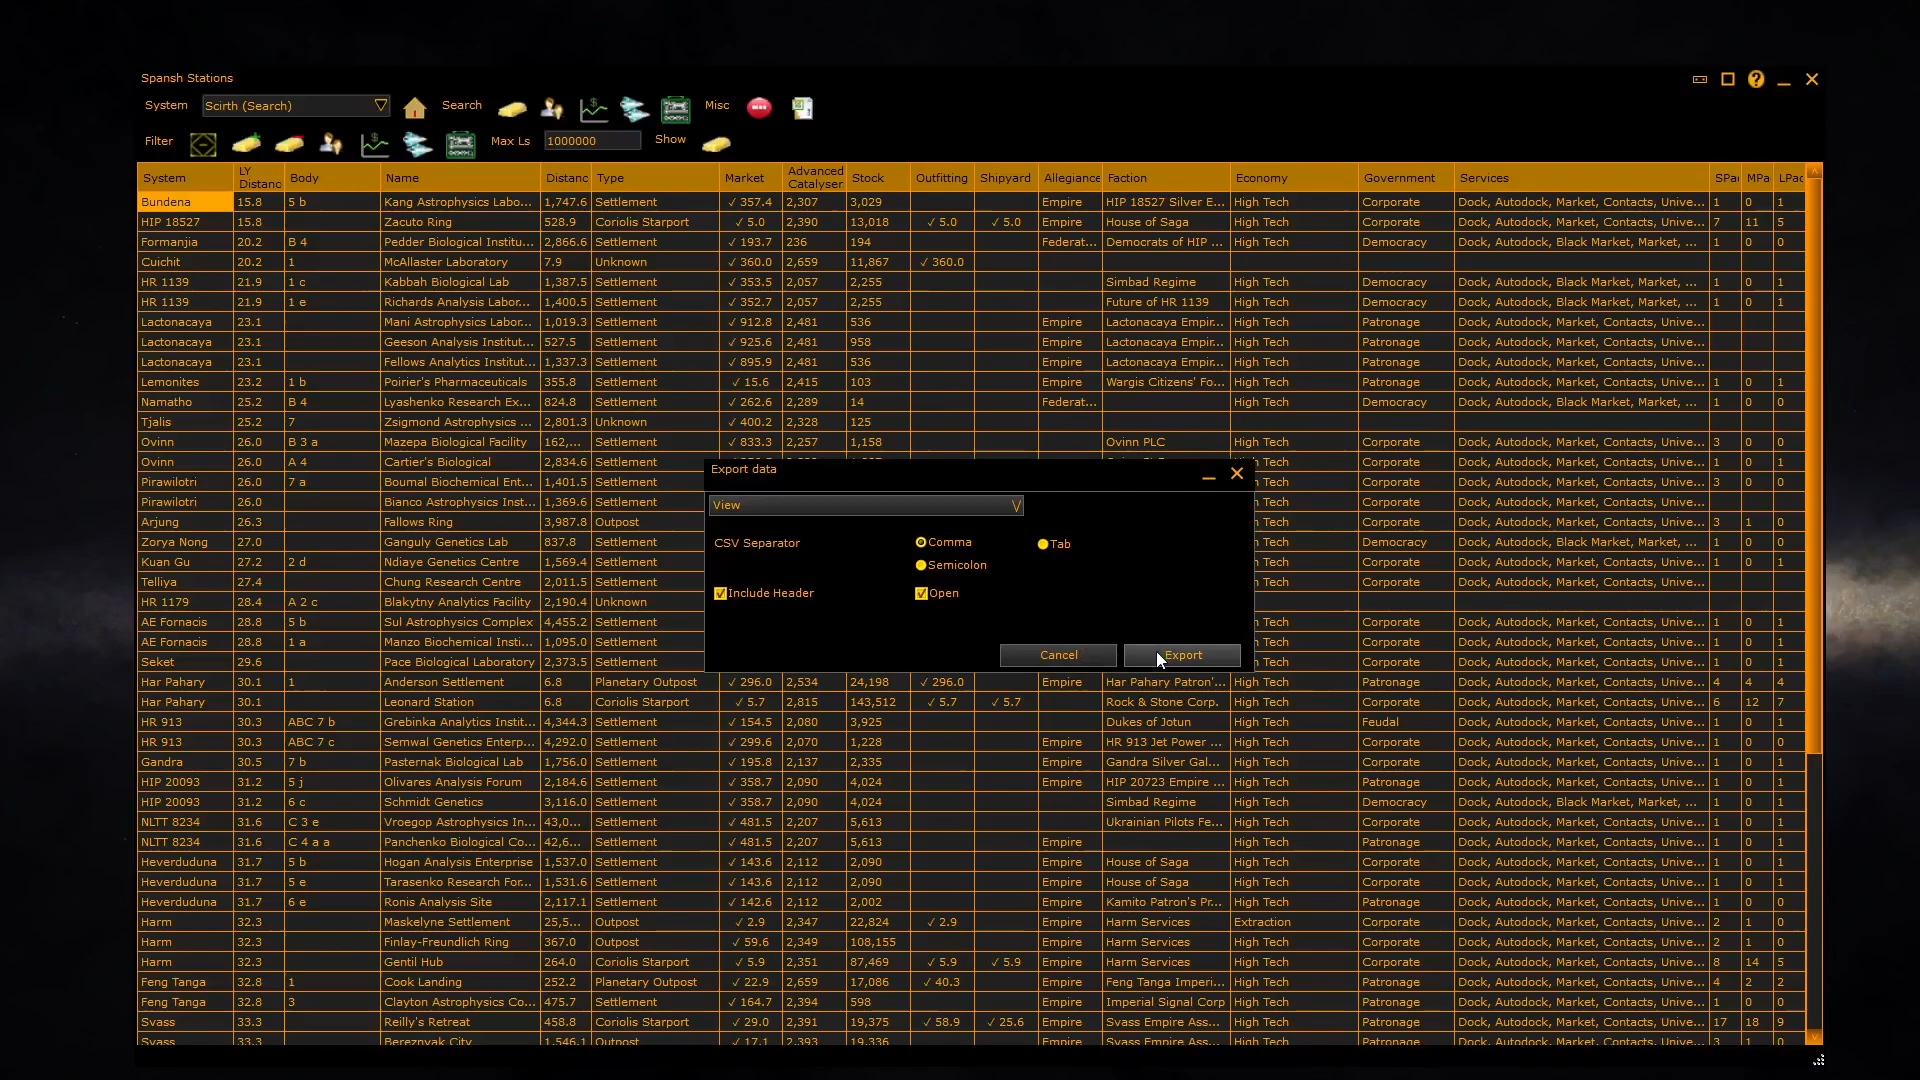 Spansh Stations
System Scirth (Search) Search Misc
Filter Max Ls 1000000 Show
System LY Distanc Body Name Distanc Type Market Advanced Catalyser Stock Outfitting Shipyard Allegiance Faction Economy Government Services SPa MPa LPac
Bundena 15.8 5 b Kang Astrophysics Labo... 1,747.6 Settlement ✓ 357.4 2,307 3,029 Empire HIP 18527 Silver E... High Tech Corporate Dock, Autodock, Market, Contacts, Unive... 1 0 1
HIP 18527 15.8 Zacuto Ring 528.9 Coriolis Starport ✓ 5.0 2,390 13,018 ✓ 5.0 ✓ 5.0 Empire House of Saga High Tech Corporate Dock, Autodock, Market, Contacts, Unive... 7 11 5
Formanjia 20.2 B 4 Pedder Biological Institu... 2,866.6 Settlement ✓ 193.7 236 194 Federat... Democrats of HIP ... High Tech Democracy Dock, Autodock, Black Market, Market, ... 1 0 0
Cuichit 20.2 1 McAllaster Laboratory 7.9 Unknown ✓ 360.0 2,659 11,867 ✓ 360.0
HR 1139 21.9 1 c Kabbah Biological Lab 1,387.5 Settlement ✓ 353.5 2,057 2,255 Simbad Regime High Tech Democracy Dock, Autodock, Black Market, Market, ... 1 0 1
HR 1139 21.9 1 e Richards Analysis Labor... 1,400.5 Settlement ✓ 352.7 2,057 2,255 Future of HR 1139 High Tech Democracy Dock, Autodock, Black Market, Market, ... 1 0 1
Lactonacaya 23.1 Mani Astrophysics Labor... 1,019.3 Settlement ✓ 912.8 2,481 536 Empire Lactonacaya Empir... High Tech Patronage Dock, Autodock, Market, Contacts, Unive...
Lactonacaya 23.1 Geeson Analysis Institut... 527.5 Settlement ✓ 925.6 2,481 958 Empire Lactonacaya Empir... High Tech Patronage Dock, Autodock, Market, Contacts, Unive...
Lactonacaya 23.1 Fellows Analytics Institut... 1,337.3 Settlement ✓ 895.9 2,481 536 Empire Lactonacaya Empir... High Tech Patronage Dock, Autodock, Market, Contacts, Unive...
Lemonites 23.2 1 b Poirier's Pharmaceuticals 355.8 Settlement ✓ 15.6 2,415 103 Empire Wargis Citizens' Fo... High Tech Patronage Dock, Autodock, Market, Contacts, Unive... 1 0 1
Namatho 25.2 B 4 Lyashenko Research Ex... 824.8 Settlement ✓ 262.6 2,289 14 Federat... High Tech Democracy Dock, Autodock, Black Market, Market, ... 1 0 1
Tjalis 25.2 7 Zsigmond Astrophysics ... 2,801.3 Unknown ✓ 400.2 2,328 125
Ovinn 26.0 B 3 a Mazepa Biological Facility 162,... Settlement ✓ 833.3 2,257 1,158 Ovinn PLC High Tech Corporate Dock, Autodock, Market, Contacts, Unive... 3 0 0
Ovinn 26.0 A 4 Cartier's Biological 2,834.6 Settlement h Tech Corporate Dock, Autodock, Market, Contacts, Unive... 1 0 1
Export data
Pirawilotri 26.0 7 a Boumal Biochemical Ent... 1,401.5 Settlement h Tech Corporate Dock, Autodock, Market, Contacts, Unive... 3 0 0
Pirawilotri 26.0 Bianco Astrophysics Inst... 1,369.6 Settlement View h Tech Corporate Dock, Autodock, Market, Contacts, Unive...
Arjung 26.3 Fallows Ring 3,987.8 Outpost h Tech Corporate Dock, Autodock, Market, Contacts, Unive... 3 1 0
Zorya Nong 27.0 Ganguly Genetics Lab 837.8 Settlement CSV Separator Comma Tab h Tech Democracy Dock, Autodock, Black Market, Market, ... 1 0 0
Kuan Gu 27.2 2 d Ndiaye Genetics Centre 1,569.4 Settlement Semicolon h Tech Corporate Dock, Autodock, Market, Contacts, Unive... 1 0 1
Telliya 27.4 Chung Research Centre 2,011.5 Settlement h Tech Corporate Dock, Autodock, Market, Contacts, Unive...
HR 1179 28.4 A 2 c Blakytny Analytics Facility 2,190.4 Unknown Include Header Open
AE Fornacis 28.8 5 b Sul Astrophysics Complex 4,455.2 Settlement h Tech Corporate Dock, Autodock, Market, Contacts, Unive... 1 0 1
AE Fornacis 28.8 1 a Manzo Biochemical Insti... 1,095.0 Settlement h Tech Corporate Dock, Autodock, Market, Contacts, Unive... 1 0 1
Seket 29.6 Pace Biological Laboratory 2,373.5 Settlement Cancel Export h Tech Corporate Dock, Autodock, Market, Contacts, Unive... 1 0 0
Har Pahary 30.1 1 Anderson Settlement 6.8 Planetary Outpost ✓ 296.0 2,534 24,198 ✓ 296.0 Empire Har Pahary Patron'... High Tech Patronage Dock, Autodock, Market, Contacts, Unive... 4 4 4
Har Pahary 30.1 Leonard Station 6.8 Coriolis Starport ✓ 5.7 2,815 143,512 ✓ 5.7 ✓ 5.7 Rock & Stone Corp. High Tech Corporate Dock, Autodock, Market, Contacts, Unive... 6 12 7
HR 913 30.3 ABC 7 b Grebinka Analytics Instit... 4,344.3 Settlement ✓ 154.5 2,080 3,925 Dukes of Jotun High Tech Feudal Dock, Autodock, Market, Contacts, Unive... 1 0 1
HR 913 30.3 ABC 7 c Semwal Genetics Enterp... 4,292.0 Settlement ✓ 299.6 2,070 1,228 Empire HR 913 Jet Power ... High Tech Corporate Dock, Autodock, Market, Contacts, Unive... 1 0 0
Gandra 30.5 7 b Pasternak Biological Lab 1,756.0 Settlement ✓ 195.8 2,137 2,335 Empire Gandra Silver Gal... High Tech Corporate Dock, Autodock, Market, Contacts, Unive... 1 0 1
HIP 20093 31.2 5 j Olivares Analysis Forum 2,184.6 Settlement ✓ 358.7 2,090 4,024 Empire HIP 20723 Empire ... High Tech Patronage Dock, Autodock, Market, Contacts, Unive... 1 0 1
HIP 20093 31.2 6 c Schmidt Genetics 3,116.0 Settlement ✓ 358.7 2,090 4,024 Simbad Regime High Tech Democracy Dock, Autodock, Black Market, Market, ... 1 0 1
NLTT 8234 31.6 C 3 e Vroegop Astrophysics In... 43,0... Settlement ✓ 481.5 2,207 5,613 Ukrainian Pilots Fe... High Tech Corporate Dock, Autodock, Market, Contacts, Unive... 1 0 1
NLTT 8234 31.6 C 4 a a Panchenko Biological Co... 42,6... Settlement ✓ 481.5 2,207 5,613 Empire High Tech Patronage Dock, Autodock, Market, Contacts, Unive... 1 0 1
Heverduduna 31.7 5 b Hogan Analysis Enterprise 1,537.0 Settlement ✓ 143.6 2,112 2,090 Empire House of Saga High Tech Corporate Dock, Autodock, Market, Contacts, Unive... 1 0 1
Heverduduna 31.7 5 e Tarasenko Research For... 1,531.6 Settlement ✓ 143.6 2,112 2,090 Empire House of Saga High Tech Corporate Dock, Autodock, Market, Contacts, Unive... 1 0 1
Heverduduna 31.7 6 e Ronis Analysis Site 2,117.1 Settlement ✓ 142.6 2,112 2,002 Empire Kamito Patron's Pr... High Tech Patronage Dock, Autodock, Market, Contacts, Unive... 1 0 1
Harm 32.3 Maskelyne Settlement 25,5... Outpost ✓ 2.9 2,347 22,824 ✓ 2.9 Empire Harm Services Extraction Corporate Dock, Autodock, Market, Contacts, Unive... 2 1 0
Harm 32.3 Finlay-Freundlich Ring 367.0 Outpost ✓ 59.6 2,349 108,155 Empire Harm Services High Tech Corporate Dock, Autodock, Market, Contacts, Unive... 2 1 0
Harm 32.3 Gentil Hub 264.0 Coriolis Starport ✓ 5.9 2,351 87,469 ✓ 5.9 ✓ 5.9 Empire Harm Services High Tech Corporate Dock, Autodock, Market, Contacts, Unive... 8 14 5
Feng Tanga 32.8 1 Cook Landing 252.2 Planetary Outpost ✓ 22.9 2,659 17,086 ✓ 40.3 Empire Feng Tanga Imperi... High Tech Patronage Dock, Autodock, Market, Contacts, Unive... 4 2 2
Feng Tanga 32.8 3 Clayton Astrophysics Co... 475.7 Settlement ✓ 164.7 2,394 598 Empire Imperial Signal Corp High Tech Patronage Dock, Autodock, Market, Contacts, Unive... 1 0 0
Svass 33.3 Reilly's Retreat 458.8 Coriolis Starport ✓ 29.0 2,391 19,375 ✓ 58.9 ✓ 25.6 Empire Svass Empire Ass... High Tech Patronage Dock, Autodock, Market, Contacts, Unive... 17 18 9
Svass 33.3 Bereznyak City 1,546.1 Outpost ✓ 17.1 2,393 19,336 Empire Svass Empire Ass... High Tech Patronage Dock, Autodock, Market, Contacts, Unive... 3 1 0